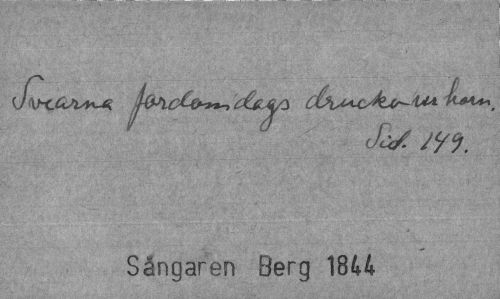 Svearna fordomdags drucko ur horn.
Sid. 149.
Sångaren Berg 1844